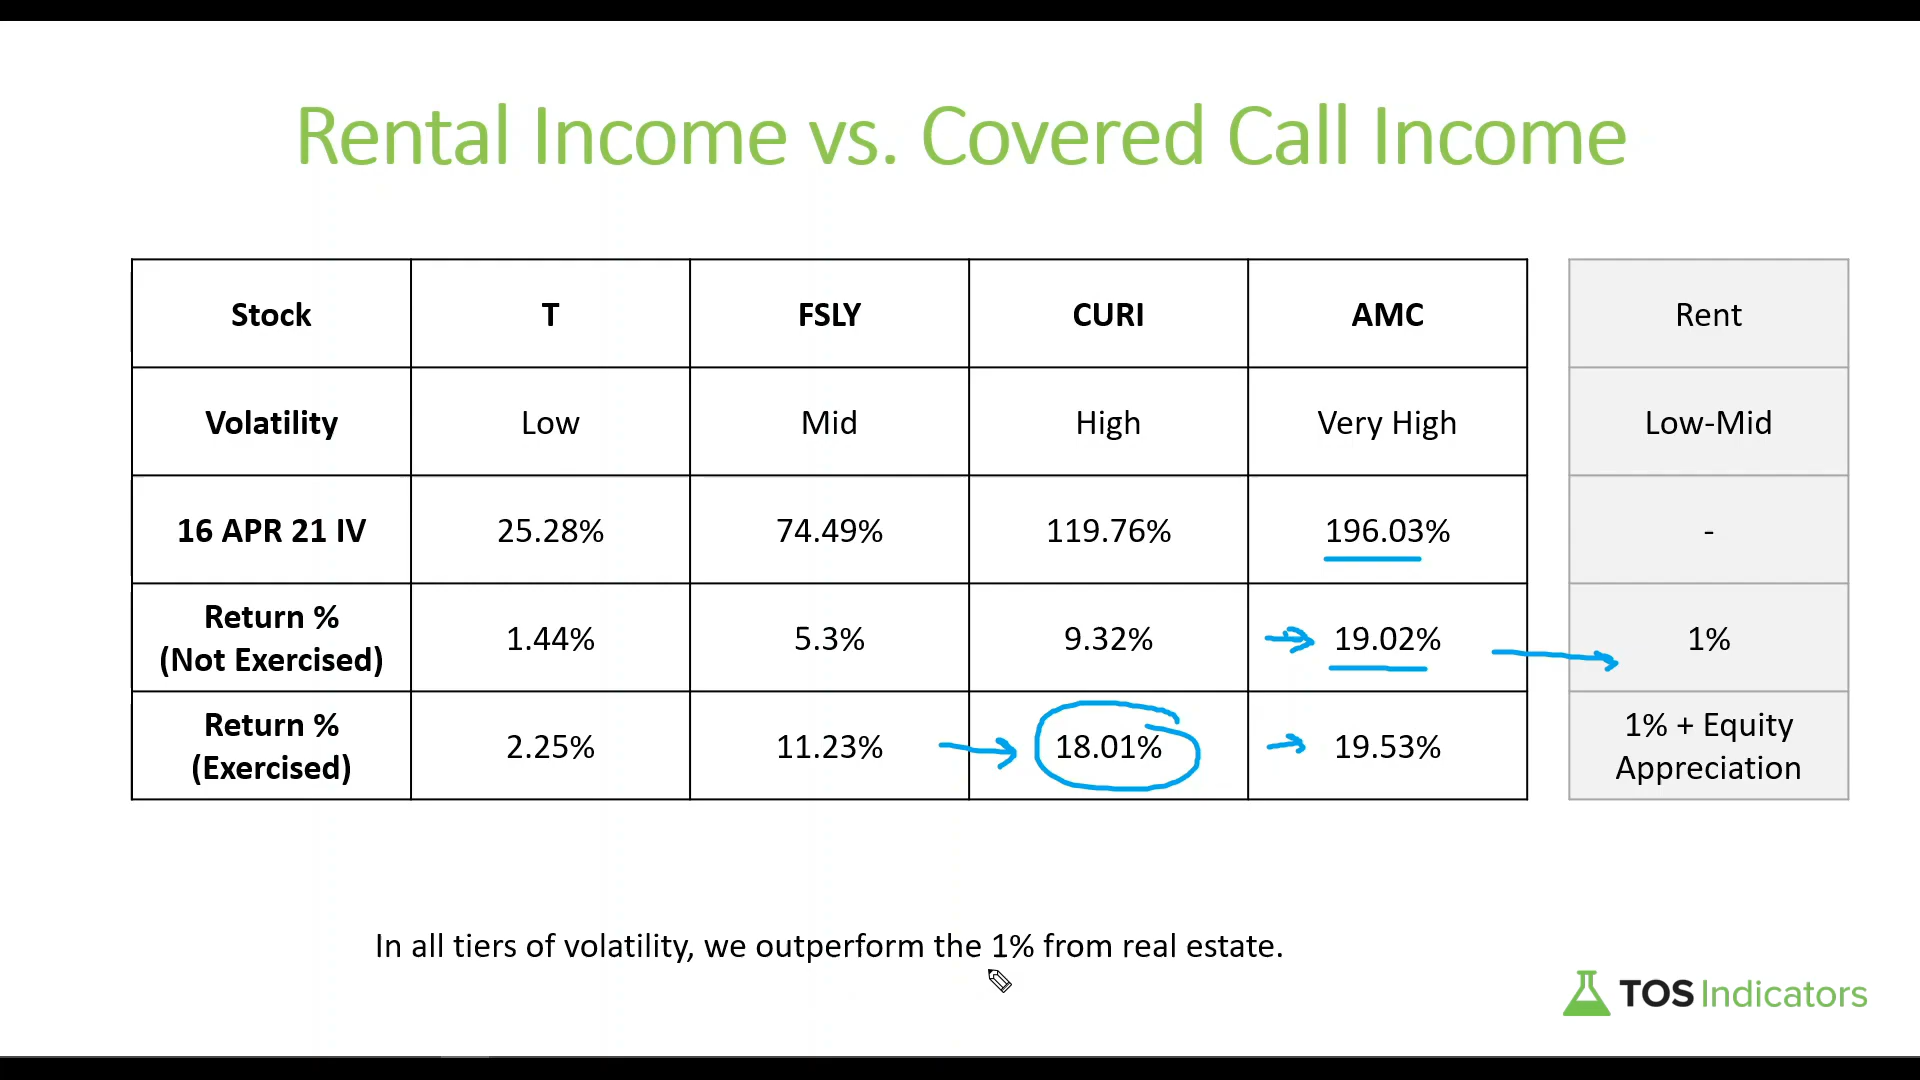 Rental Income vs. Covered Call Income
Stock T FSLY CURI AMC Rent
Volatility Low Mid High Very High Low-Mid
16 APR 21 IV 25.28% 74.49% 119.76% 196.03% -
Return %
(Not Exercised) 1.44% 5.3% 9.32% 19.02% 1%
Return %
(Exercised) 2.25% 11.23% 18.01% 19.53% 1% + Equity
Appreciation
In all tiers of volatility, we outperform the 1% from real estate.
TOS Indicators